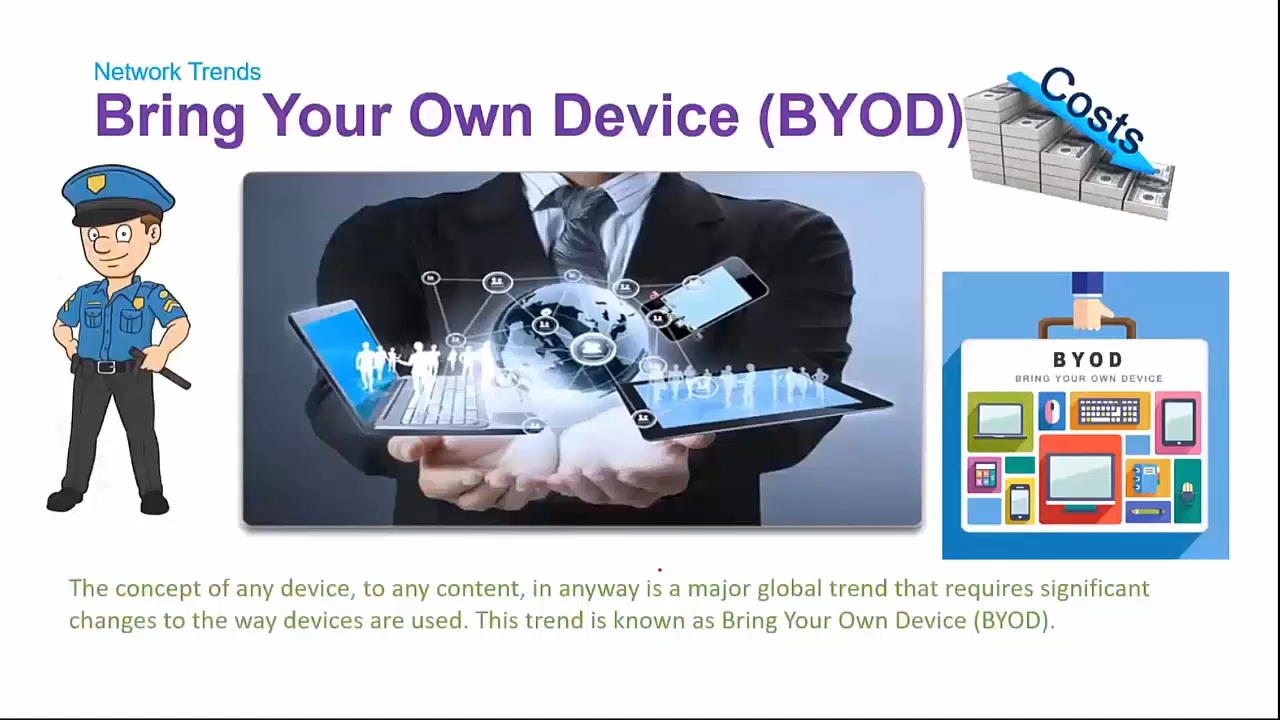 Network Trends
Bring Your Own Device (BYOD)
Costs
BYOD
BRING YOUR OWN DEVICE
The concept of any device, to any content, in anyway is a major global trend that requires significant
changes to the way devices are used. This trend is known as Bring Your Own Device (BYOD).